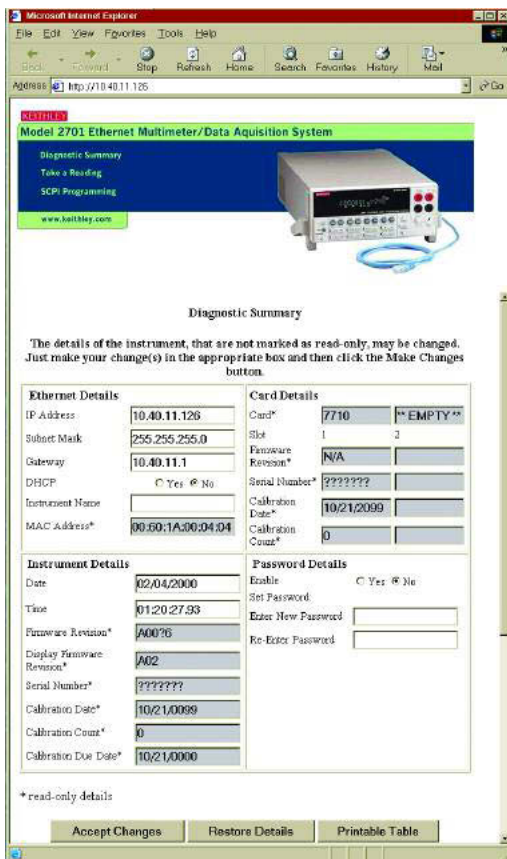 Microsoft Internet Explorer
File Edit View Favorites Tools Help
Back Forward Stop Refresh Home Search Favorites History Mail
Address http://10.40.11.126 Go
KEITHLEY
Model 2701 Ethernet Multimeter/Data Aquisition System
Diagnostic Summary
Take a Reading
SCPI Programming
www.keithley.com
Diagnostic Summary
The details of the instrument, that are not marked as read-only, may be changed.
Just make your change(s) in the appropriate box and then click the Make Changes
button.
Ethernet Details
IP Address 10.40.11.126
Subnet Mask 255.255.255.0
Gateway 10.40.11.1
DHCP Yes No
Instrument Name
MAC Address* 00:60:1A:00:04:04
Card Details
Card* 7710 ** EMPTY **
Slot 1 2
Firmware
Revision* N/A
Serial Number* ???????
Calibration
Date* 10/21/2099
Calibration
Count* 0
Instrument Details
Date 02/04/2000
Time 01:20:27.93
Firmware Revision* A00?6
Display Firmware
Revision* A02
Serial Number* ???????
Calibration Date* 10/21/0099
Calibration Count* 0
Calibration Due Date* 10/21/0000
Password Details
Enable Yes No
Set Password
Enter New Password
Re-Enter Password
* read-only details
Accept Changes Restore Details Printable Table